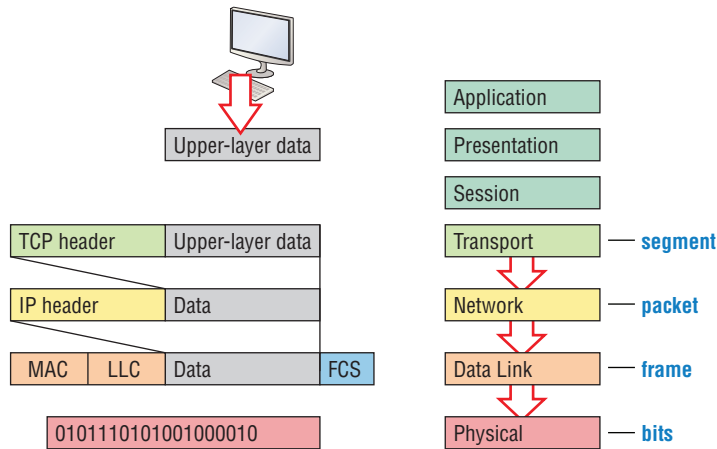 Application
Upper-layer data
Presentation
Session
TCP header Upper-layer data
Transport
segment
IP header Data
Network
packet
MAC LLC Data FCS
Data Link
frame
0101110101001000010
Physical
bits